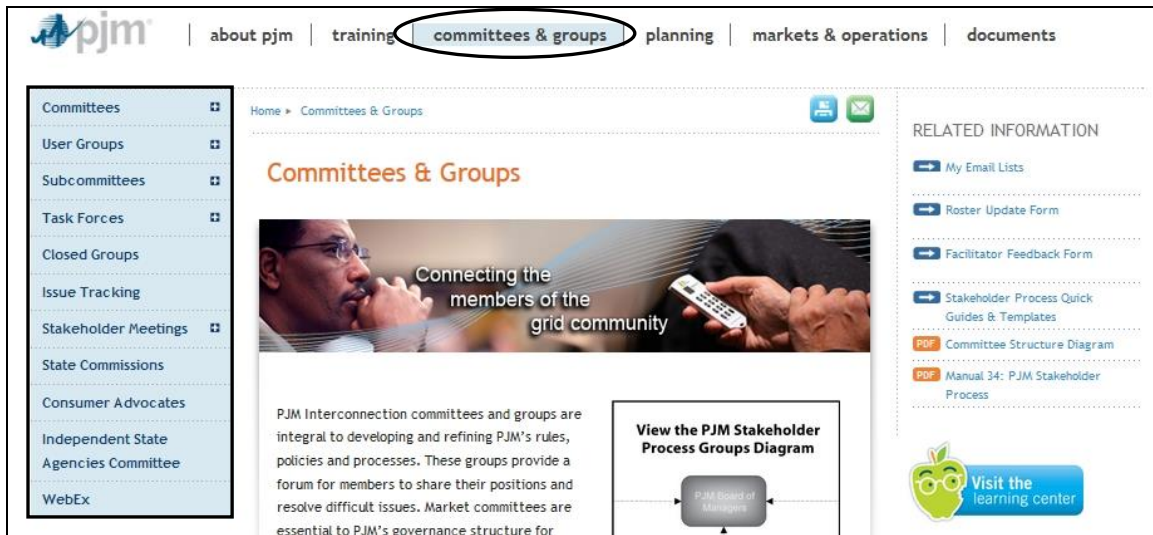 pjm
about pjm | training | committees & groups | planning | markets & operations | documents
Committees
User Groups
Subcommittees
Task Forces
Closed Groups
Issue Tracking
Stakeholder Meetings
State Commissions
Consumer Advocates
Independent State
Agencies Committee
WebEx
Home ▸ Committees & Groups
Committees & Groups
Connecting the
members of the
grid community
PJM Interconnection committees and groups are
integral to developing and refining PJM's rules,
policies and processes. These groups provide a
forum for members to share their positions and
resolve difficult issues. Market committees are
essential to PJM's governance structure for
View the PJM Stakeholder
Process Groups Diagram
PJM Board of
Managers
RELATED INFORMATION
My Email Lists
Roster Update Form
Facilitator Feedback Form
Stakeholder Process Quick
Guides & Templates
PDF Committee Structure Diagram
PDF Manual 34: PJM Stakeholder
Process
Visit the
learning center